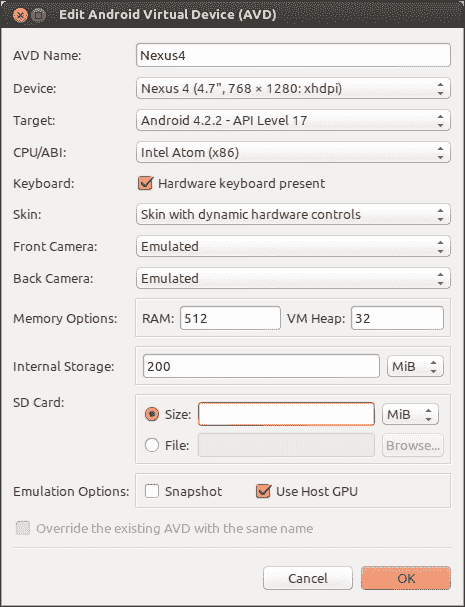 Edit Android Virtual Device (AVD)
AVD Name: Nexus4
Device: Nexus 4 (4.7", 768 × 1280: xhdpi)
Target: Android 4.2.2 - API Level 17
CPU/ABI: Intel Atom (x86)
Keyboard: Hardware keyboard present
Skin: Skin with dynamic hardware controls
Front Camera: Emulated
Back Camera: Emulated
Memory Options: RAM: 512 VM Heap: 32
Internal Storage: 200 MiB
SD Card:
Size: MiB
File: Browse...
Emulation Options: Snapshot Use Host GPU
Override the existing AVD with the same name
Cancel OK